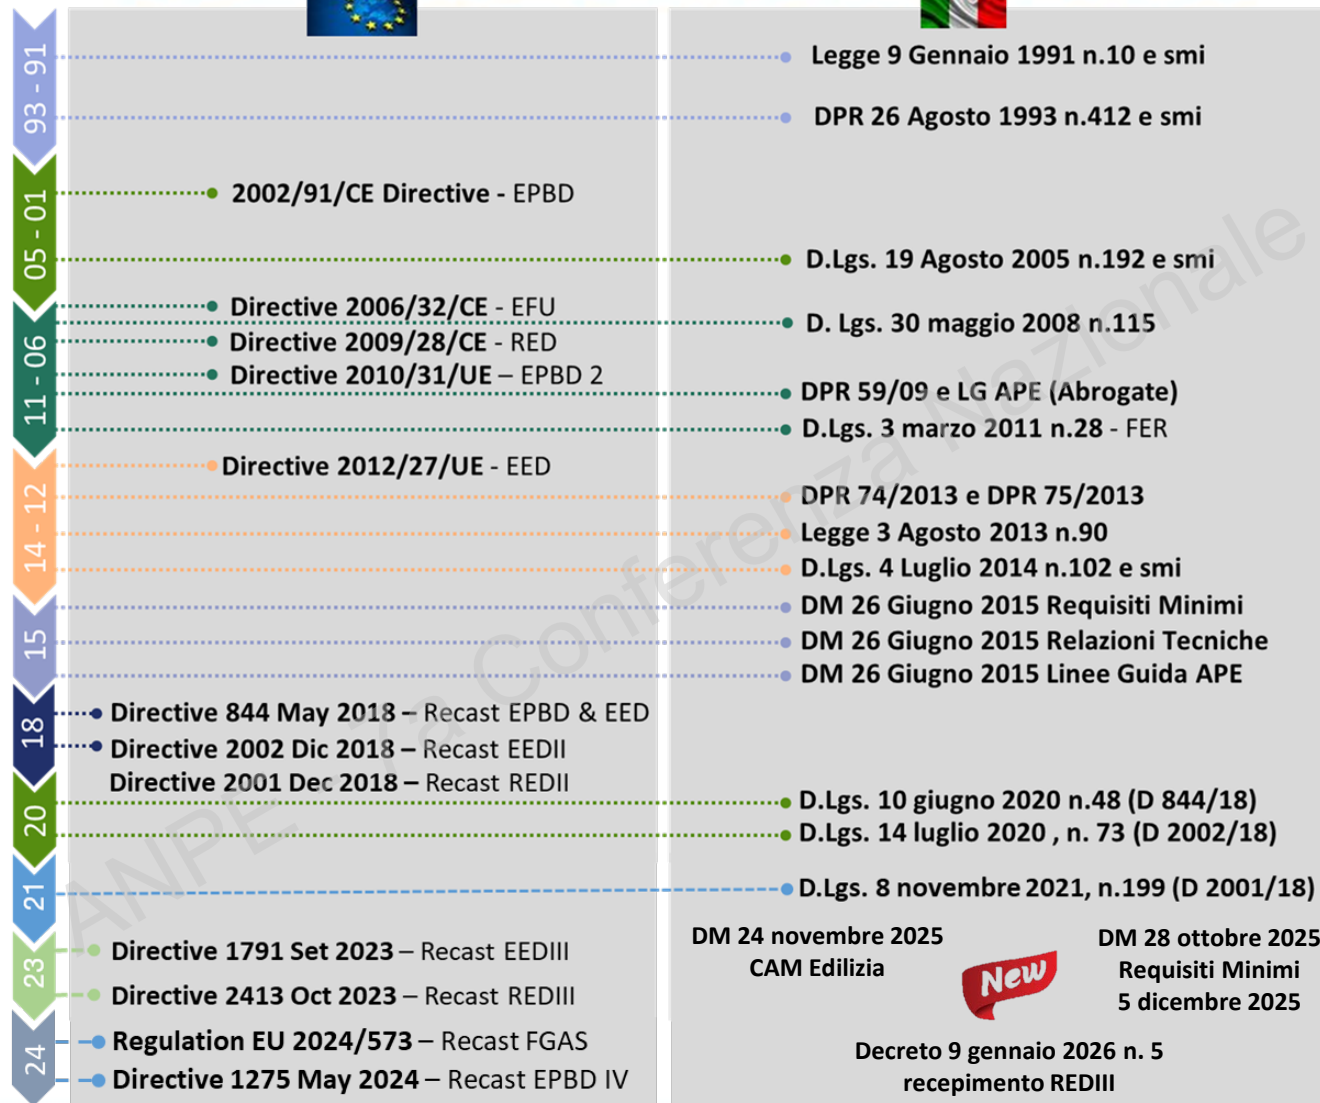 93 - 91
Legge 9 Gennaio 1991 n.10 e smi
DPR 26 Agosto 1993 n.412 e smi
05 - 01
2002/91/CE Directive - EPBD
D.Lgs. 19 Agosto 2005 n.192 e smi
11 - 06
Directive 2006/32/CE - EFU
D. Lgs. 30 maggio 2008 n.115
Directive 2009/28/CE - RED
Directive 2010/31/UE – EPBD 2
DPR 59/09 e LG APE (Abrogate)
D.Lgs. 3 marzo 2011 n.28 - FER
14 - 12
Directive 2012/27/UE - EED
DPR 74/2013 e DPR 75/2013
Legge 3 Agosto 2013 n.90
D.Lgs. 4 Luglio 2014 n.102 e smi
15
DM 26 Giugno 2015 Requisiti Minimi
DM 26 Giugno 2015 Relazioni Tecniche
DM 26 Giugno 2015 Linee Guida APE
18
Directive 844 May 2018 – Recast EPBD & EED
Directive 2002 Dic 2018 – Recast EEDII
Directive 2001 Dec 2018 – Recast REDII
20
D.Lgs. 10 giugno 2020 n.48 (D 844/18)
D.Lgs. 14 luglio 2020 , n. 73 (D 2002/18)
21
D.Lgs. 8 novembre 2021, n.199 (D 2001/18)
23
Directive 1791 Set 2023 – Recast EEDIII
Directive 2413 Oct 2023 – Recast REDIII
DM 24 novembre 2025
CAM Edilizia
New
DM 28 ottobre 2025
Requisiti Minimi
5 dicembre 2025
24
Regulation EU 2024/573 – Recast FGAS
Directive 1275 May 2024 – Recast EPBD IV
Decreto 9 gennaio 2026 n. 5
recepimento REDIII
ANPE - 7a Conferenza Nazionale